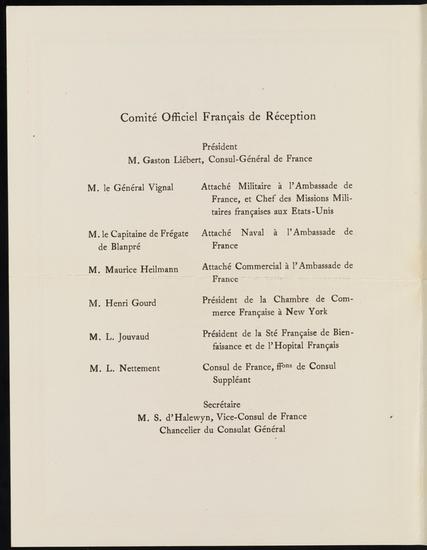 Comité Officiel Français de Réception
Président
M. Gaston Liébert, Consul-Général de France
M. le Général Vignal Attaché Militaire à l'Ambassade de
France, et Chef des Missions Mili-
taires françaises aux Etats-Unis
M. le Capitaine de Frégate Attaché Naval à l'Ambassade de
de Blanpré France
M. Maurice Heilmann Attaché Commercial à l'Ambassade de
France
M. Henri Gourd Président de la Chambre de Com-
merce Française à New York
M. L. Jouvaud Président de la Sté Française de Bien-
faisance et de l'Hopital Français
M. L. Nettement Consul de France, ffons de Consul
Suppléant
Secrétaire
M. S. d'Halewyn, Vice-Consul de France
Chancelier du Consulat Général